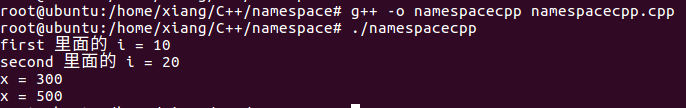 root@ubuntu:/home/xiang/C++/namespace# g++ -o namespacecpp namespacecpp.cpp
root@ubuntu:/home/xiang/C++/namespace# ./namespacecpp
first 里面的 i = 10
second 里面的 i = 20
x = 300
x = 500